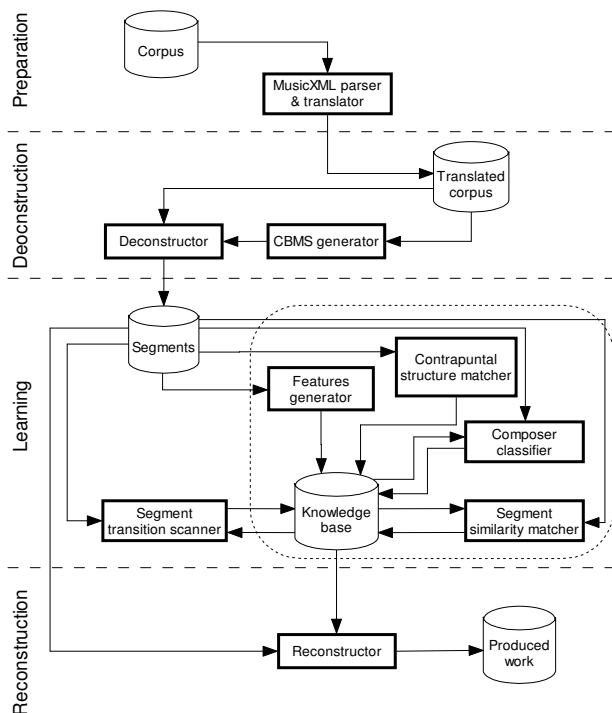 Preparation
Corpus
MusicXML parser
& translator
Deocnstruction
Translated
corpus
Deconstructor
CBMS generator
Learning
Segments
Contrapuntal
structure matcher
Features
generator
Composer
classifier
Segment
transition scanner
Knowledge
base
Segment
similarity matcher
Reconstruction
Reconstructor
Produced
work